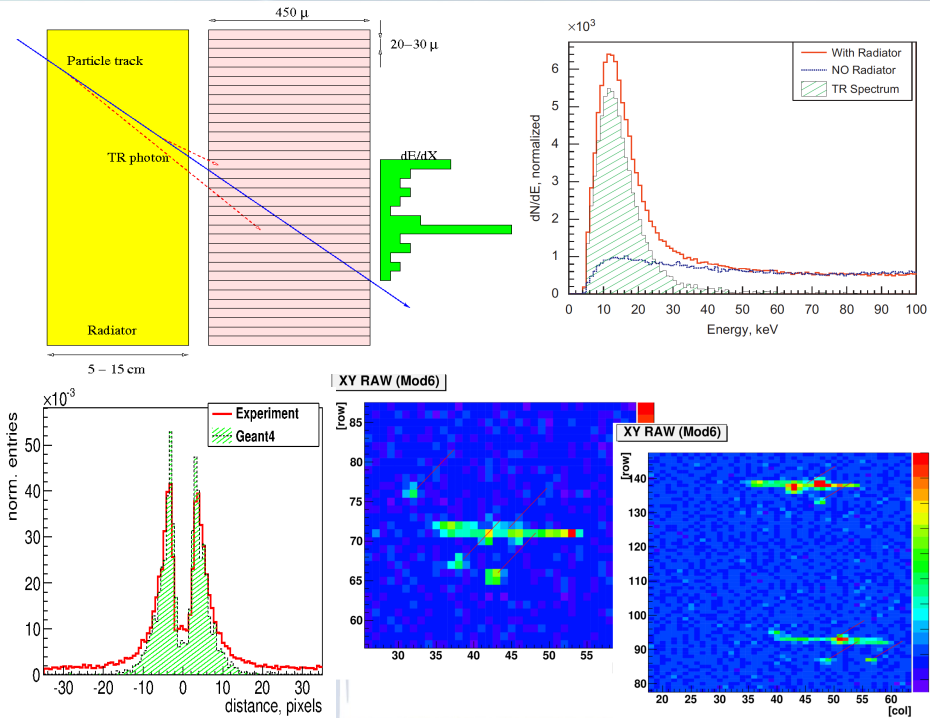 450 μ
20–30 μ
Particle track
TR photon
dE/dX
Radiator
5 – 15 cm
×10³
With Radiator
NO Radiator
TR Spectrum
dN/dE, normalized
6
5
4
3
2
1
0
0 10 20 30 40 50 60 70 80 90 100
Energy, keV
×10⁻³
Experiment
Geant4
norm. entries
50
40
30
20
10
0
-30 -20 -10 0 10 20 30
distance, pixels
XY RAW (Mod6)
[row]
85
80
75
70
65
60
30 35 40 45 50 55
XY RAW (Mod6)
[row]
140
130
120
110
100
90
80
20 25 30 35 40 45 50 55 60
[col]